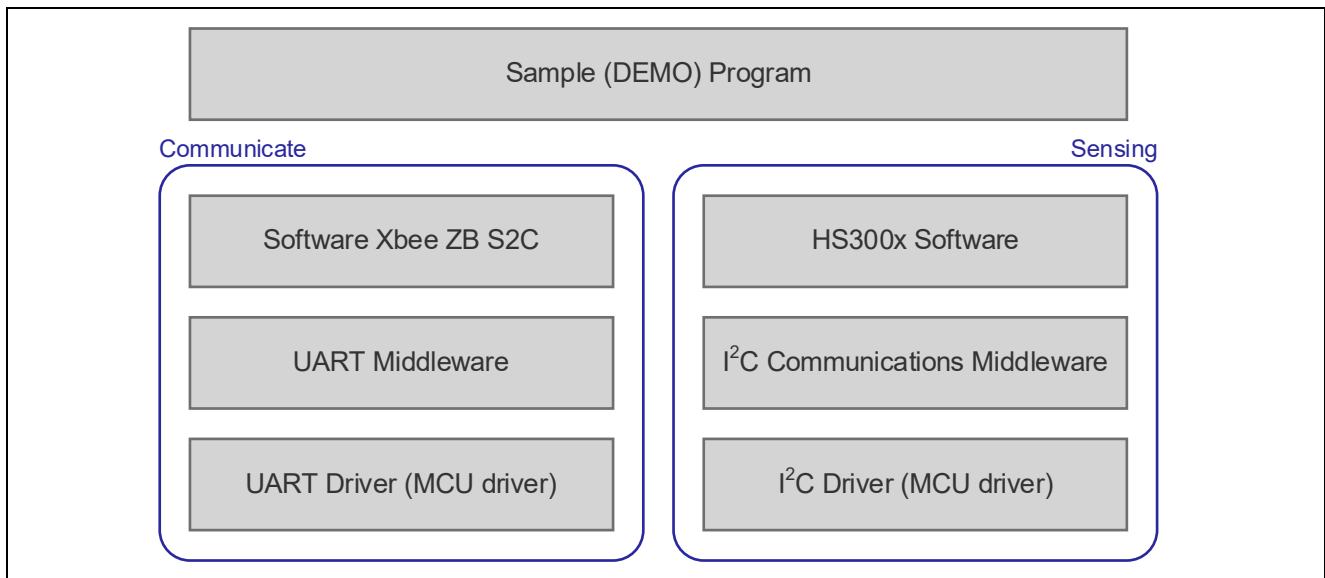 Sample (DEMO) Program
Communicate
Software Xbee ZB S2C
UART Middleware
UART Driver (MCU driver)
Sensing
HS300x Software
I²C Communications Middleware
I²C Driver (MCU driver)